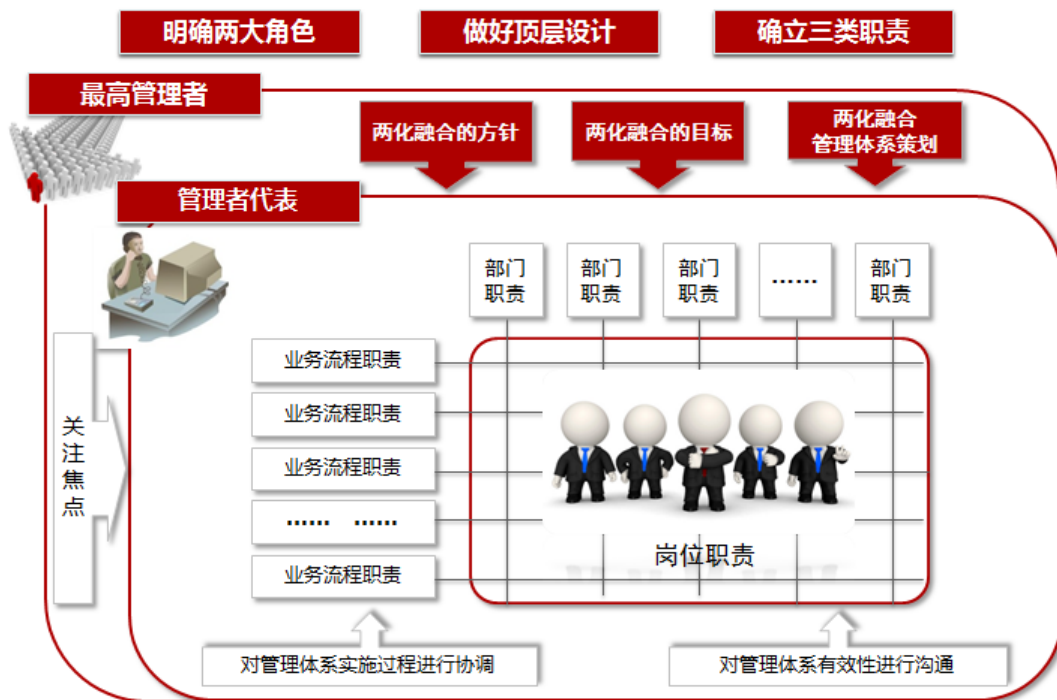 明确两大角色
做好顶层设计
确立三类职责
最高管理者
两化融合的方针
两化融合的目标
两化融合
管理体系策划
管理者代表
部门
职责
部门
职责
部门
职责
……
部门
职责
业务流程职责
业务流程职责
业务流程职责
…… ……
业务流程职责
关
注
焦
点
岗位职责
对管理体系实施过程进行协调
对管理体系有效性进行沟通